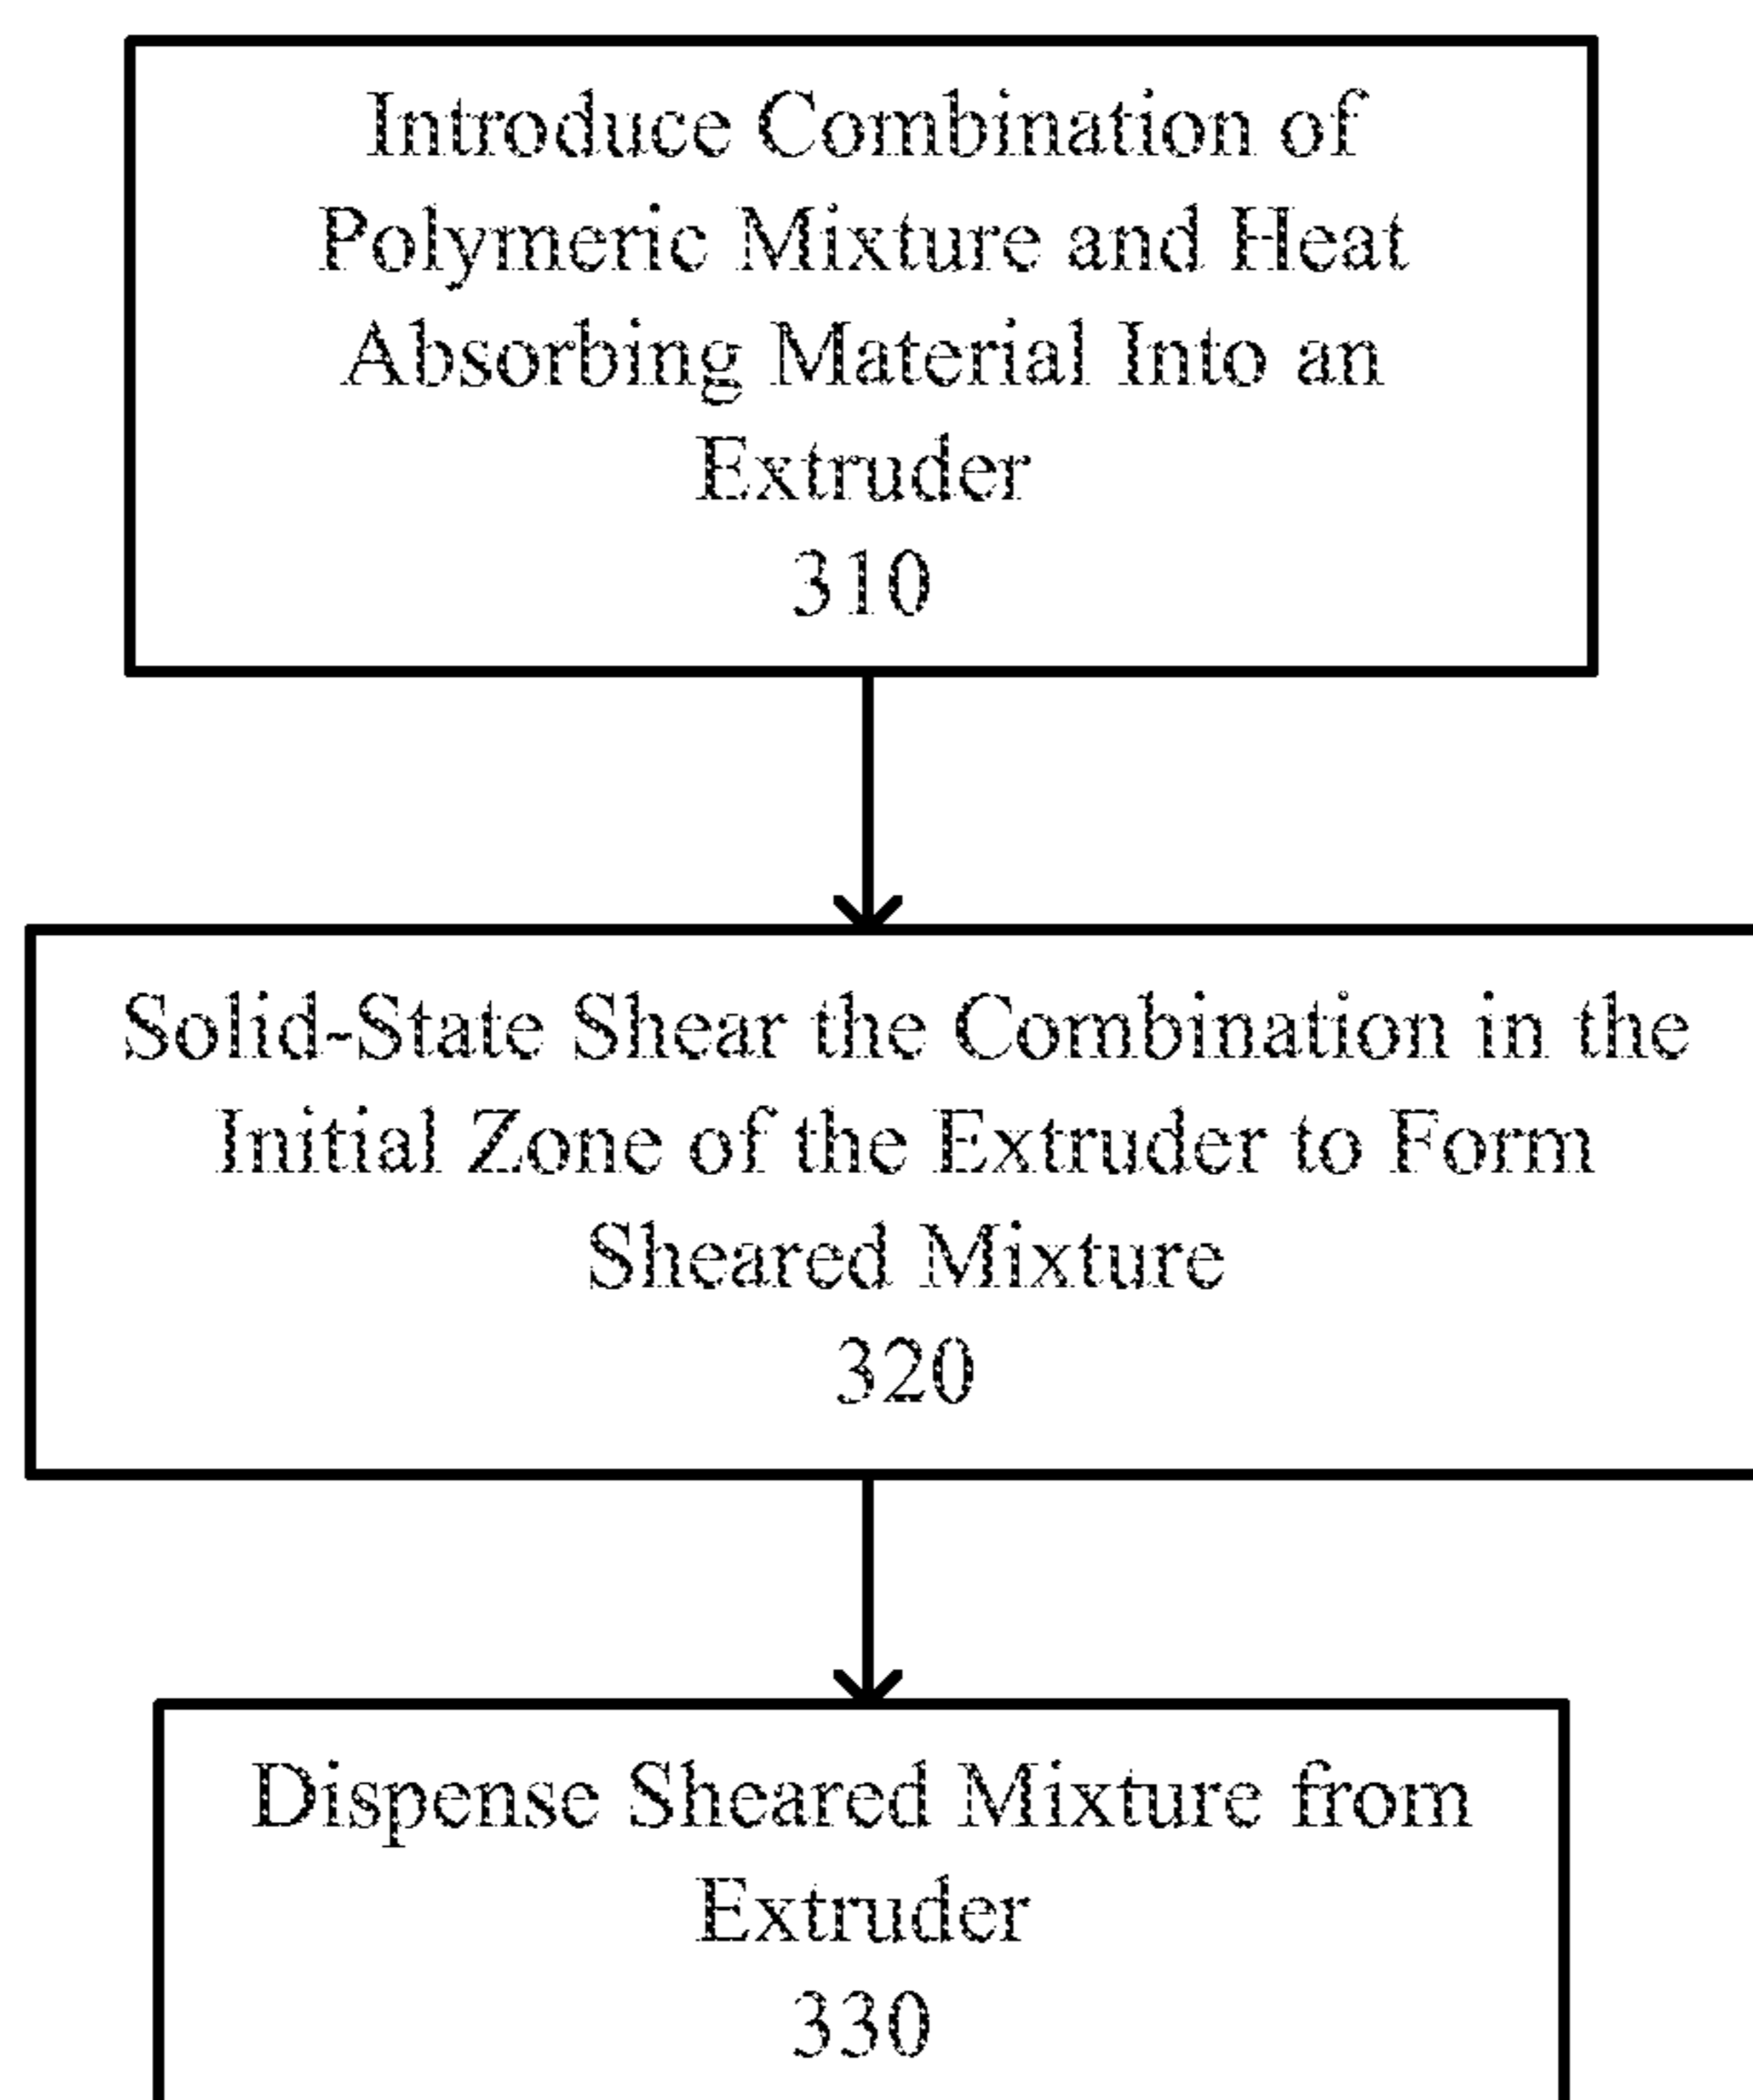 Introduce Combination of
Polymeric Mixture and Heat
Absorbing Material Into an
Extruder
310
Solid-State Shear the Combination in the
Initial Zone of the Extruder to Form
Sheared Mixture
320
Dispense Sheared Mixture from
Extruder
330